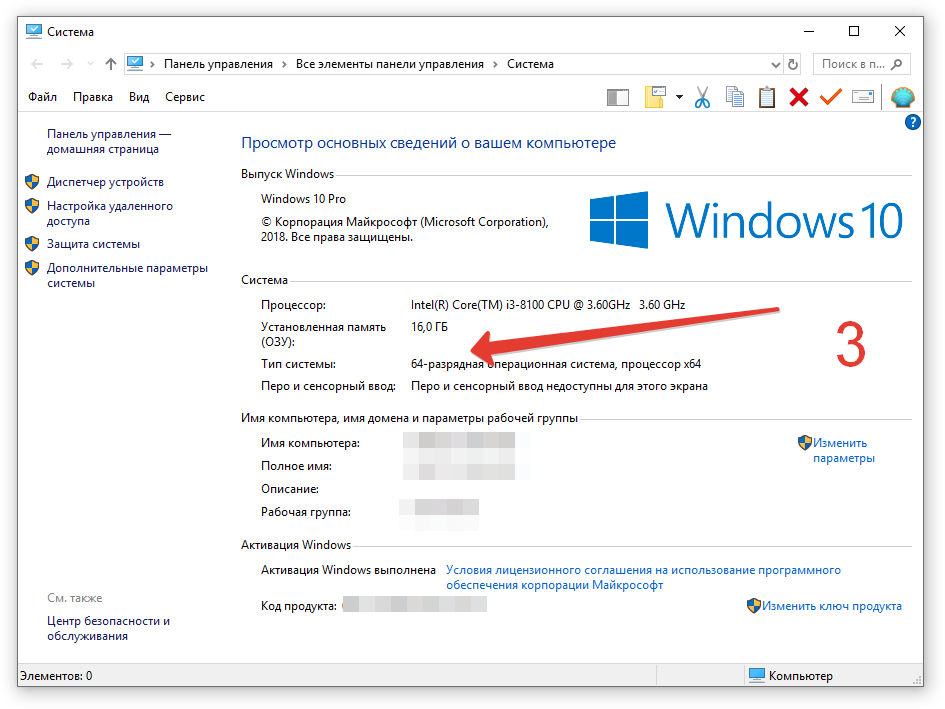 Система
Панель управления
Все элементы панели управления
Система
Поиск в п...
Файл
Правка
Вид
Сервис
Панель управления —
домашняя страница
Диспетчер устройств
Настройка удаленного
доступа
Защита системы
Дополнительные параметры
системы
Просмотр основных сведений о вашем компьютере
Выпуск Windows
Windows 10 Pro
© Корпорация Майкрософт (Microsoft Corporation),
2018. Все права защищены.
Windows 10
Система
Процессор: Intel(R) Core(TM) i3-8100 CPU @ 3.60GHz 3.60 GHz
Установленная память 16,0 ГБ
(ОЗУ):
3
Тип системы: 64-разрядная операционная система, процессор x64
Перо и сенсорный ввод: Перо и сенсорный ввод недоступны для этого экрана
Имя компьютера, имя домена и параметры рабочей группы
Имя компьютера:
Изменить
параметры
Полное имя:
Описание:
Рабочая группа:
Активация Windows
Активация Windows выполнена Условия лицензионного соглашения на использование программного
обеспечения корпорации Майкрософт
Код продукта:
Изменить ключ продукта
См. также
Центр безопасности и
обслуживания
Элементов: 0
Компьютер